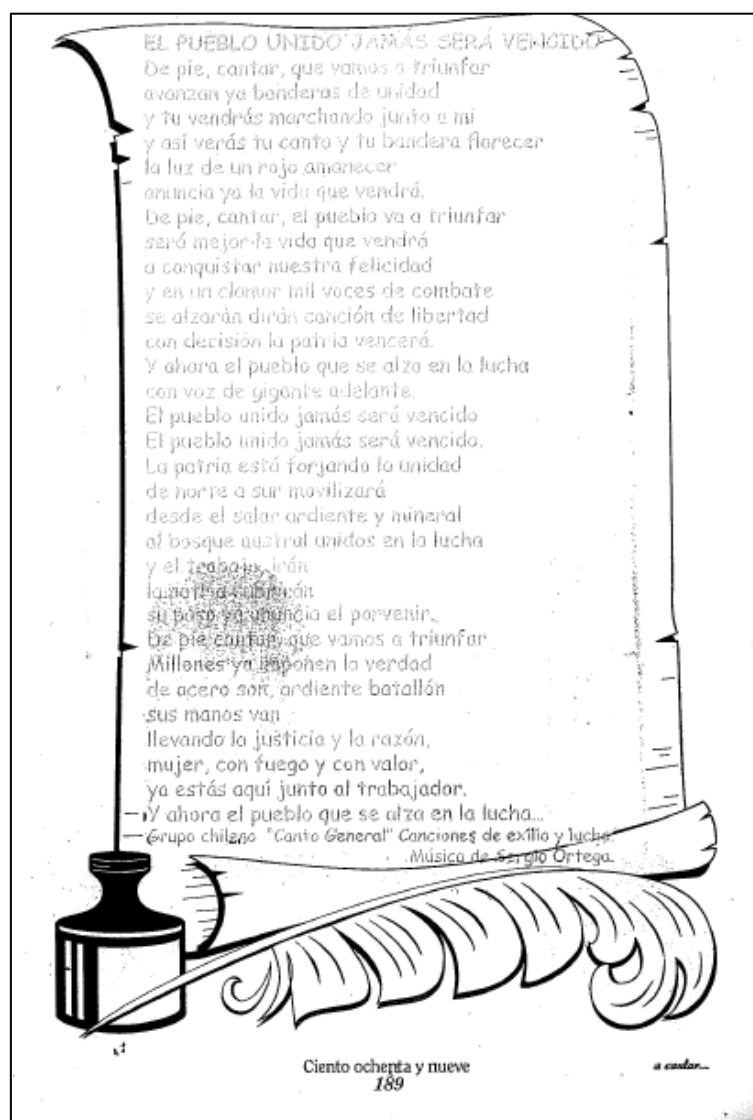 EL PUEBLO UNIDO JAMÁS SERÁ VENCIDO
De pie, cantar, que vamos a triunfar
avanzan ya banderas de unidad
y tu vendrás marchando junto a mi
y así verás tu canto y tu bandera florecer
la luz de un rojo amanecer
anuncia ya la vida que vendrá.
De pie, cantar, el pueblo va a triunfar
será mejor la vida que vendrá
a conquistar nuestra felicidad
y en un clamor mil voces de combate
se alzarán dirán canción de libertad
con decisión la patria vencerá.
Y ahora el pueblo que se alza en la lucha
con voz de gigante adelante.
El pueblo unido jamás será vencido
El pueblo unido jamás será vencido.
La patria está forjando la unidad
de norte a sur movilizará
desde el salar ardiente y mineral
al bosque austral unidos en la lucha
y el trabajo, irán
la patria cubrirán
su paso ya anuncia el porvenir.
De pie cantar, que vamos a triunfar
Millones ya imponen la verdad
de acero son, ardiente batallón
sus manos van
llevando la justicia y la razón,
mujer, con fuego y con valor,
ya estás aquí junto al trabajador.
Y ahora el pueblo que se alza en la lucha...
Grupo chileno "Canto General" Canciones de exilio y lucha.
Música de Sergio Ortega.
Ciento ochenta y nueve
189
a cantar...